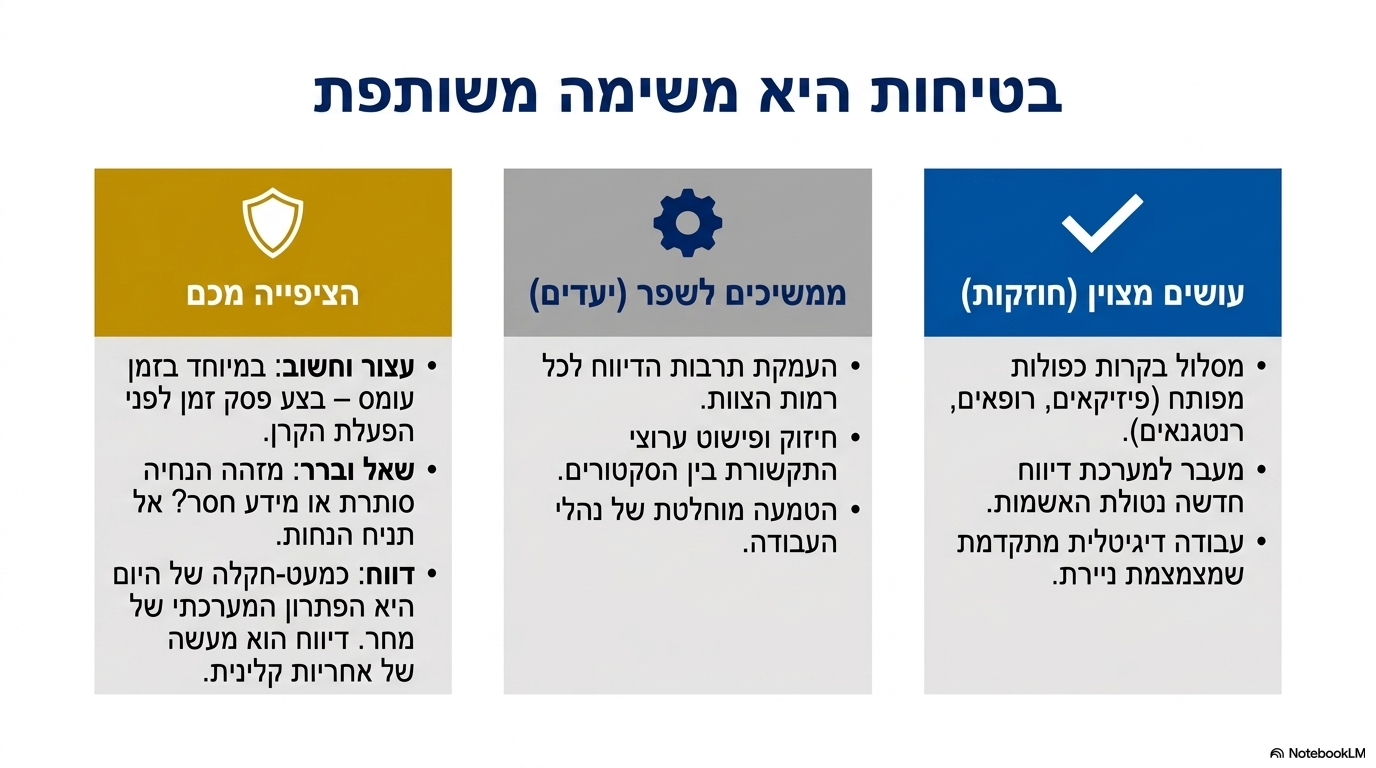 בטיחות היא משימה משותפת
עושים מצוין (חוזקות)
• מסלול בקרות כפולות
מפותח (פיזיקאים, רופאים,
רנטגנאים).
• מעבר למערכת דיווח
חדשה נטולת האשמות.
• עבודה דיגיטלית מתקדמת
שמצמצמת ניירת.
ממשיכים לשפר (יעדים)
• העמקת תרבות הדיווח לכל
רמות הצוות.
• חיזוק ופישוט ערוצי
התקשורת בין הסקטורים.
• הטמעה מוחלטת של נהלי
העבודה.
הציפייה מכם
• עצור וחשוב: במיוחד בזמן
עומס – בצע פסק זמן לפני
הפעלת הקרן.
• שאל וברר: מזהה הנחיה
סותרת או מידע חסר? אל
תניח הנחות.
• דווח: כמעט-חקלה של היום
היא הפתרון המערכתי של
מחר. דיווח הוא מעשה
של אחריות קלינית.
NotebookLM